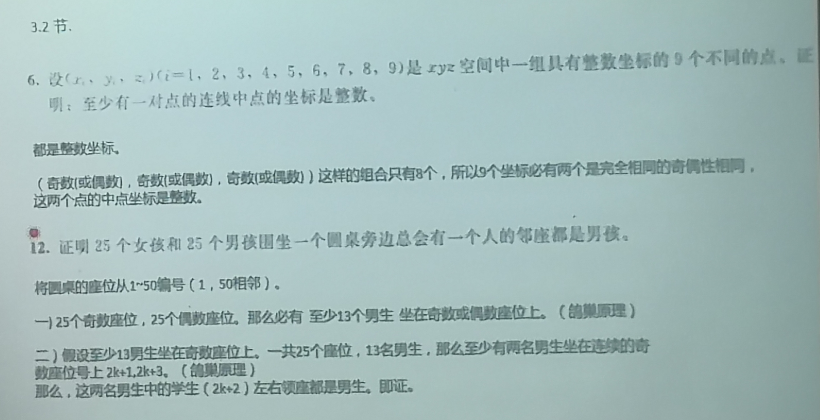 3.2 节.
6. 设(xᵢ、yᵢ、zᵢ)(i=1, 2, 3, 4, 5, 6, 7, 8, 9)是 xyz 空间中一组具有整数坐标的 9 个不同的点、证
明：至少有一对点的连线中点的坐标是整数。
都是整数坐标。
（奇数(或偶数)，奇数(或偶数)，奇数(或偶数)）这样的组合只有8个，所以9个坐标必有两个是完全相同的奇偶性相同，
这两个点的中点坐标是整数。
12. 证明 25 个女孩和 25 个男孩围坐一个圆桌旁边总会有一个人的邻座都是男孩。
将圆桌的座位从1~50编号（1，50相邻）。
一) 25个奇数座位，25个偶数座位。那么必有 至少13个男生 坐在奇数或偶数座位上。（鸽巢原理）
二）假设至少13男生坐在奇数座位上。一共25个座位，13名男生，那么至少有两名男生坐在连续的奇
数座位号上 2k+1,2k+3。（鸽巢原理）
那么，这两名男生中的学生（2k+2）左右领座都是男生。即证。